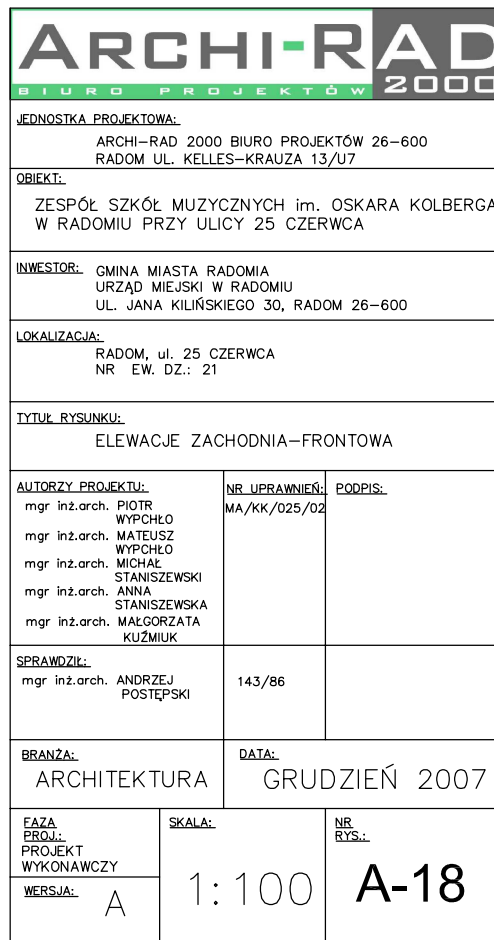 ARCHI-RAD
BIURO PROJEKTÓW 2000
JEDNOSTKA PROJEKTOWA:
ARCHI-RAD 2000 BIURO PROJEKTÓW 26-600
RADOM UL. KELLES-KRAUZA 13/U7
OBIEKT:
ZESPÓŁ SZKÓŁ MUZYCZNYCH im. OSKARA KOLBERGA
W RADOMIU PRZY ULICY 25 CZERWCA
INWESTOR: GMINA MIASTA RADOMIA
URZĄD MIEJSKI W RADOMIU
UL. JANA KILIŃSKIEGO 30, RADOM 26-600
LOKALIZACJA:
RADOM, ul. 25 CZERWCA
NR EW. DZ.: 21
TYTUŁ RYSUNKU:
ELEWACJE ZACHODNIA-FRONTOWA
AUTORZY PROJEKTU: NR UPRAWNIEŃ: PODPIS:
mgr inż.arch. PIOTR MA/KK/025/02
WYPCHŁO
mgr inż.arch. MATEUSZ
WYPCHŁO
mgr inż.arch. MICHAŁ
STANISZEWSKI
mgr inż.arch. ANNA
STANISZEWSKA
mgr inż.arch. MAŁGORZATA
KUŹMIUK
SPRAWDZIŁ:
mgr inż.arch. ANDRZEJ 143/86
POSTĘPSKI
BRANŻA: DATA:
ARCHITEKTURA GRUDZIEŃ 2007
FAZA SKALA: NR
PROJ.: RYS.:
PROJEKT
WYKONAWCZY
WERSJA: A 1:100 A-18